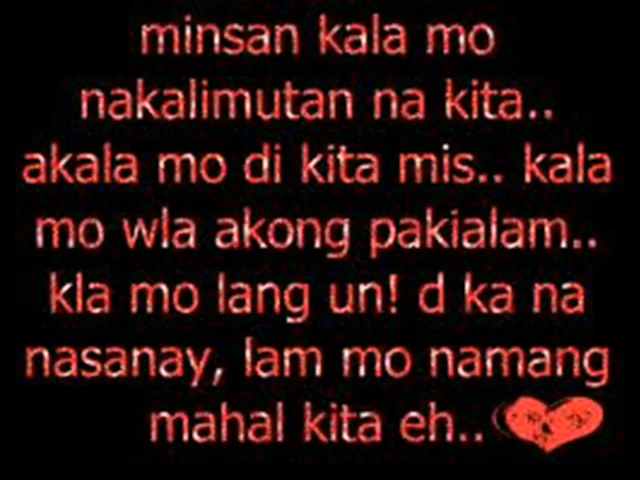 minsan kala mo
nakalimutan na kita..
akala mo di kita mis.. kala
mo wla akong pakialam..
kla mo lang un! d ka na
nasanay, lam mo namang
mahal kita eh..